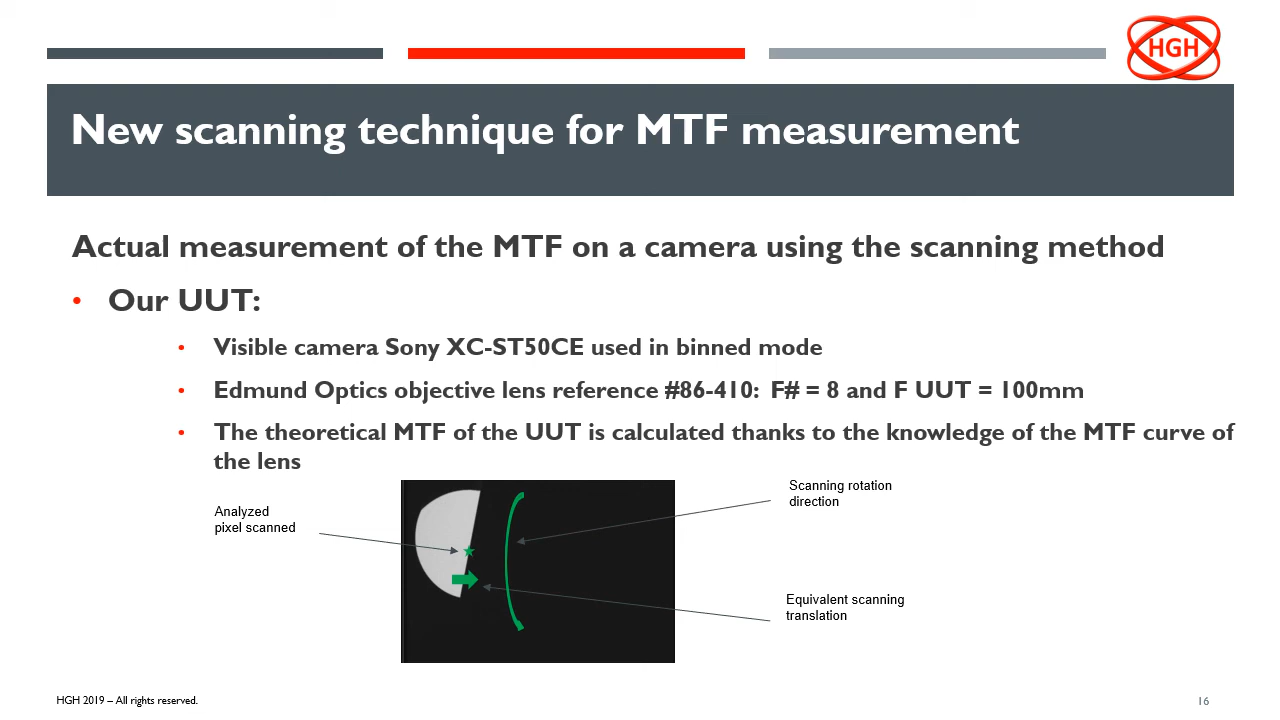 HGH
New scanning technique for MTF measurement
Actual measurement of the MTF on a camera using the scanning method
• Our UUT:
• Visible camera Sony XC-ST50CE used in binned mode
• Edmund Optics objective lens reference #86-410: F# = 8 and F UUT = 100mm
• The theoretical MTF of the UUT is calculated thanks to the knowledge of the MTF curve of
the lens
Analyzed
pixel scanned
Scanning rotation
direction
Equivalent scanning
translation
HGH 2019 – All rights reserved.
16